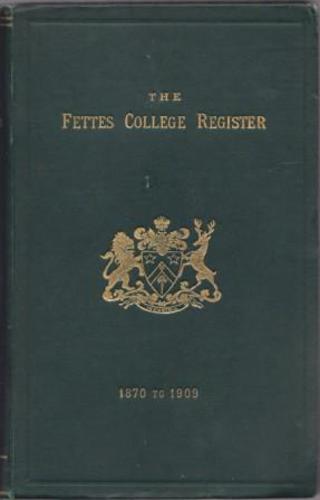 THE
FETTES COLLEGE REGISTER
1870 TO 1909